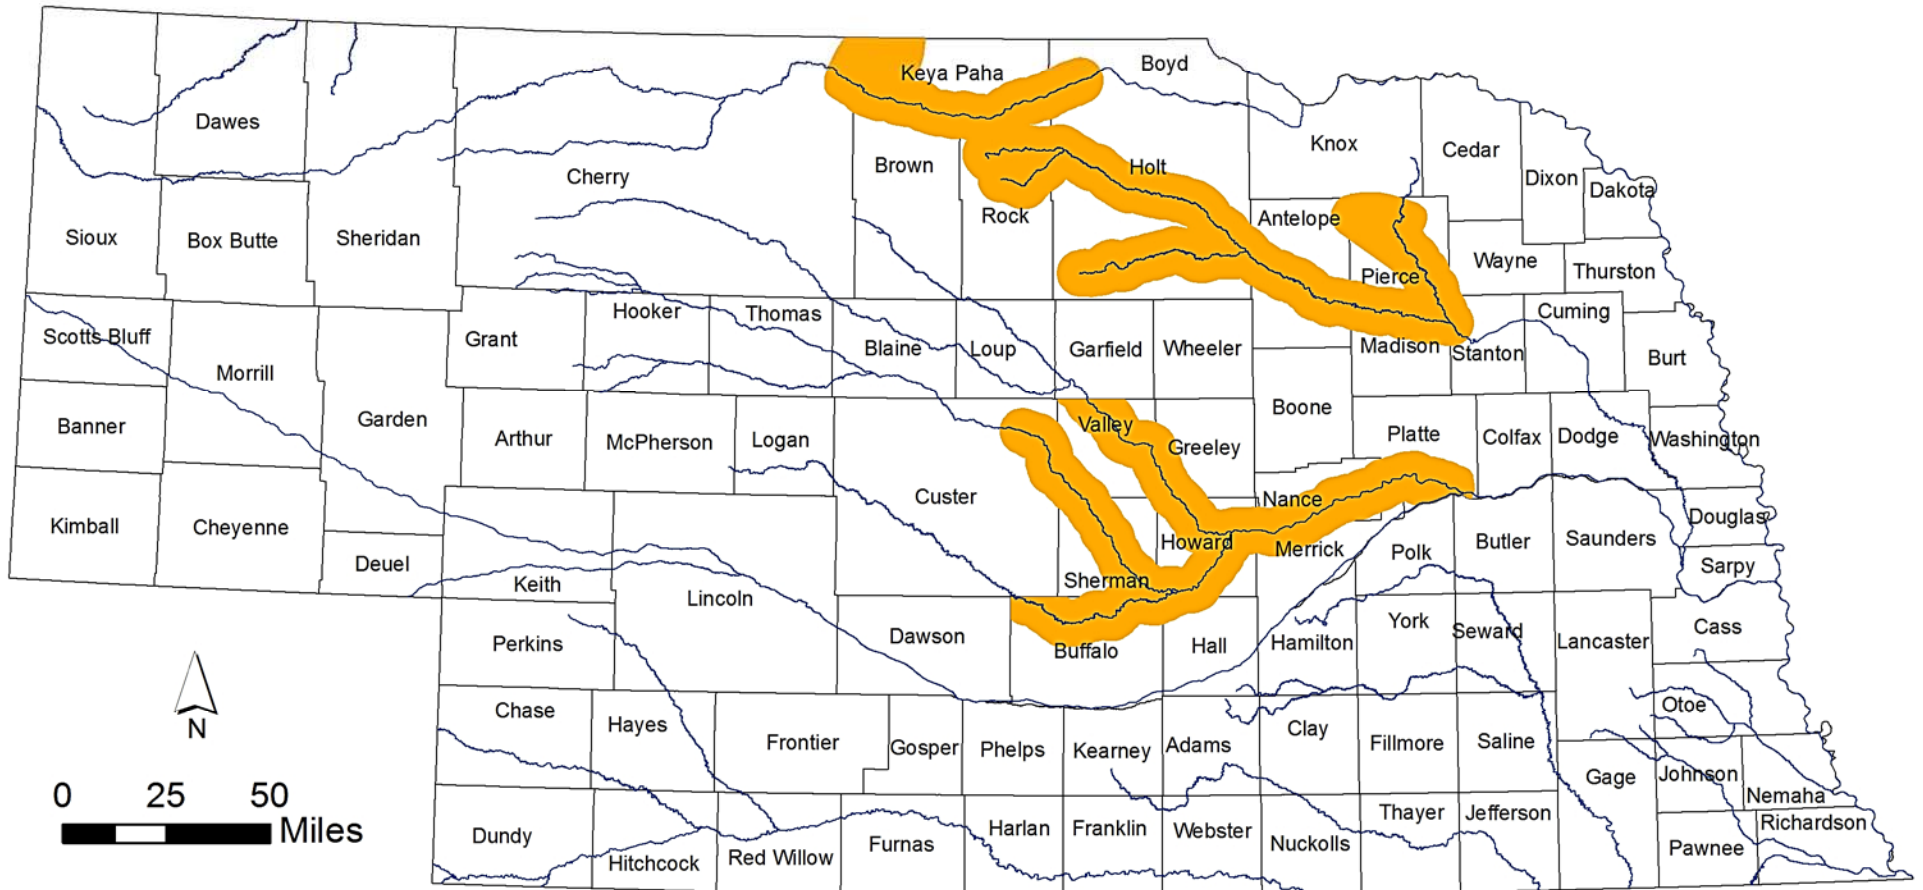 Keya Paha
Boyd
Dawes
Knox
Cedar
Cherry
Brown
Holt
Dixon
Dakota
Sioux
Box Butte
Sheridan
Rock
Antelope
Pierce
Wayne
Thurston
Scotts Bluff
Grant
Hooker
Thomas
Blaine
Loup
Garfield
Wheeler
Madison
Stanton
Cuming
Burt
Morrill
Banner
Garden
Arthur
McPherson
Logan
Valley
Greeley
Boone
Platte
Colfax
Dodge
Washington
Kimball
Cheyenne
Custer
Nance
Douglas
Deuel
Keith
Lincoln
Sherman
Howard
Merrick
Polk
Butler
Saunders
Sarpy
Perkins
Dawson
Buffalo
Hall
Hamilton
York
Seward
Lancaster
Cass
N
Chase
Hayes
Frontier
Gosper
Phelps
Kearney
Adams
Clay
Fillmore
Saline
Otoe
0 25 50
Miles
Gage
Johnson
Nemaha
Dundy
Hitchcock
Red Willow
Furnas
Harlan
Franklin
Webster
Nuckolls
Thayer
Jefferson
Pawnee
Richardson